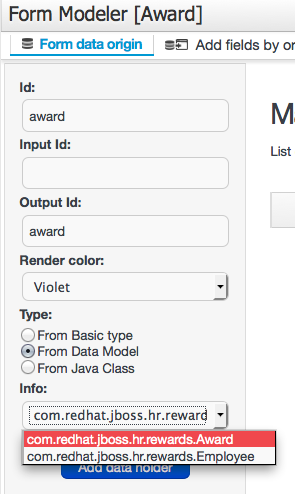 Form Modeler [Award]
Form data origin
Add fields by or
Id:
award
Input Id:
Output Id:
award
Render color:
Violet
Type:
From Basic type
From Data Model
From Java Class
Info:
com.redhat.jboss.hr.reward
com.redhat.jboss.hr.rewards.Award
com.redhat.jboss.hr.rewards.Employee
Add data holder
List